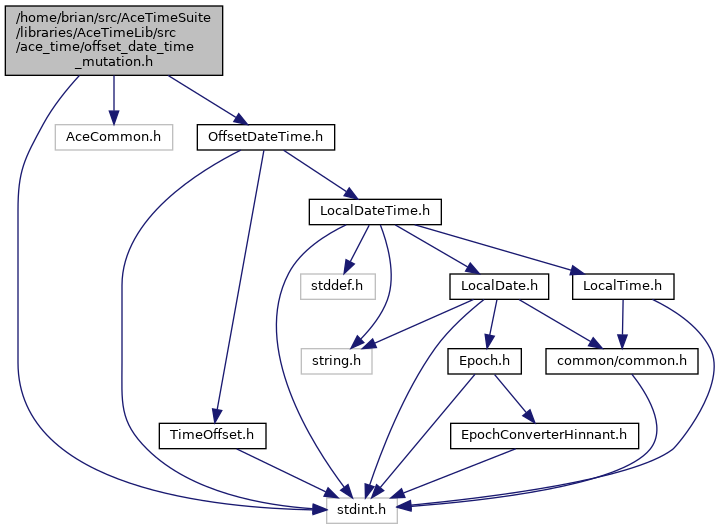 /home/brian/src/AceTimeSuite
/libraries/AceTimeLib/src
/ace_time/offset_date_time
_mutation.h
AceCommon.h
OffsetDateTime.h
LocalDateTime.h
stddef.h
LocalDate.h
LocalTime.h
string.h
Epoch.h
common/common.h
TimeOffset.h
EpochConverterHinnant.h
stdint.h